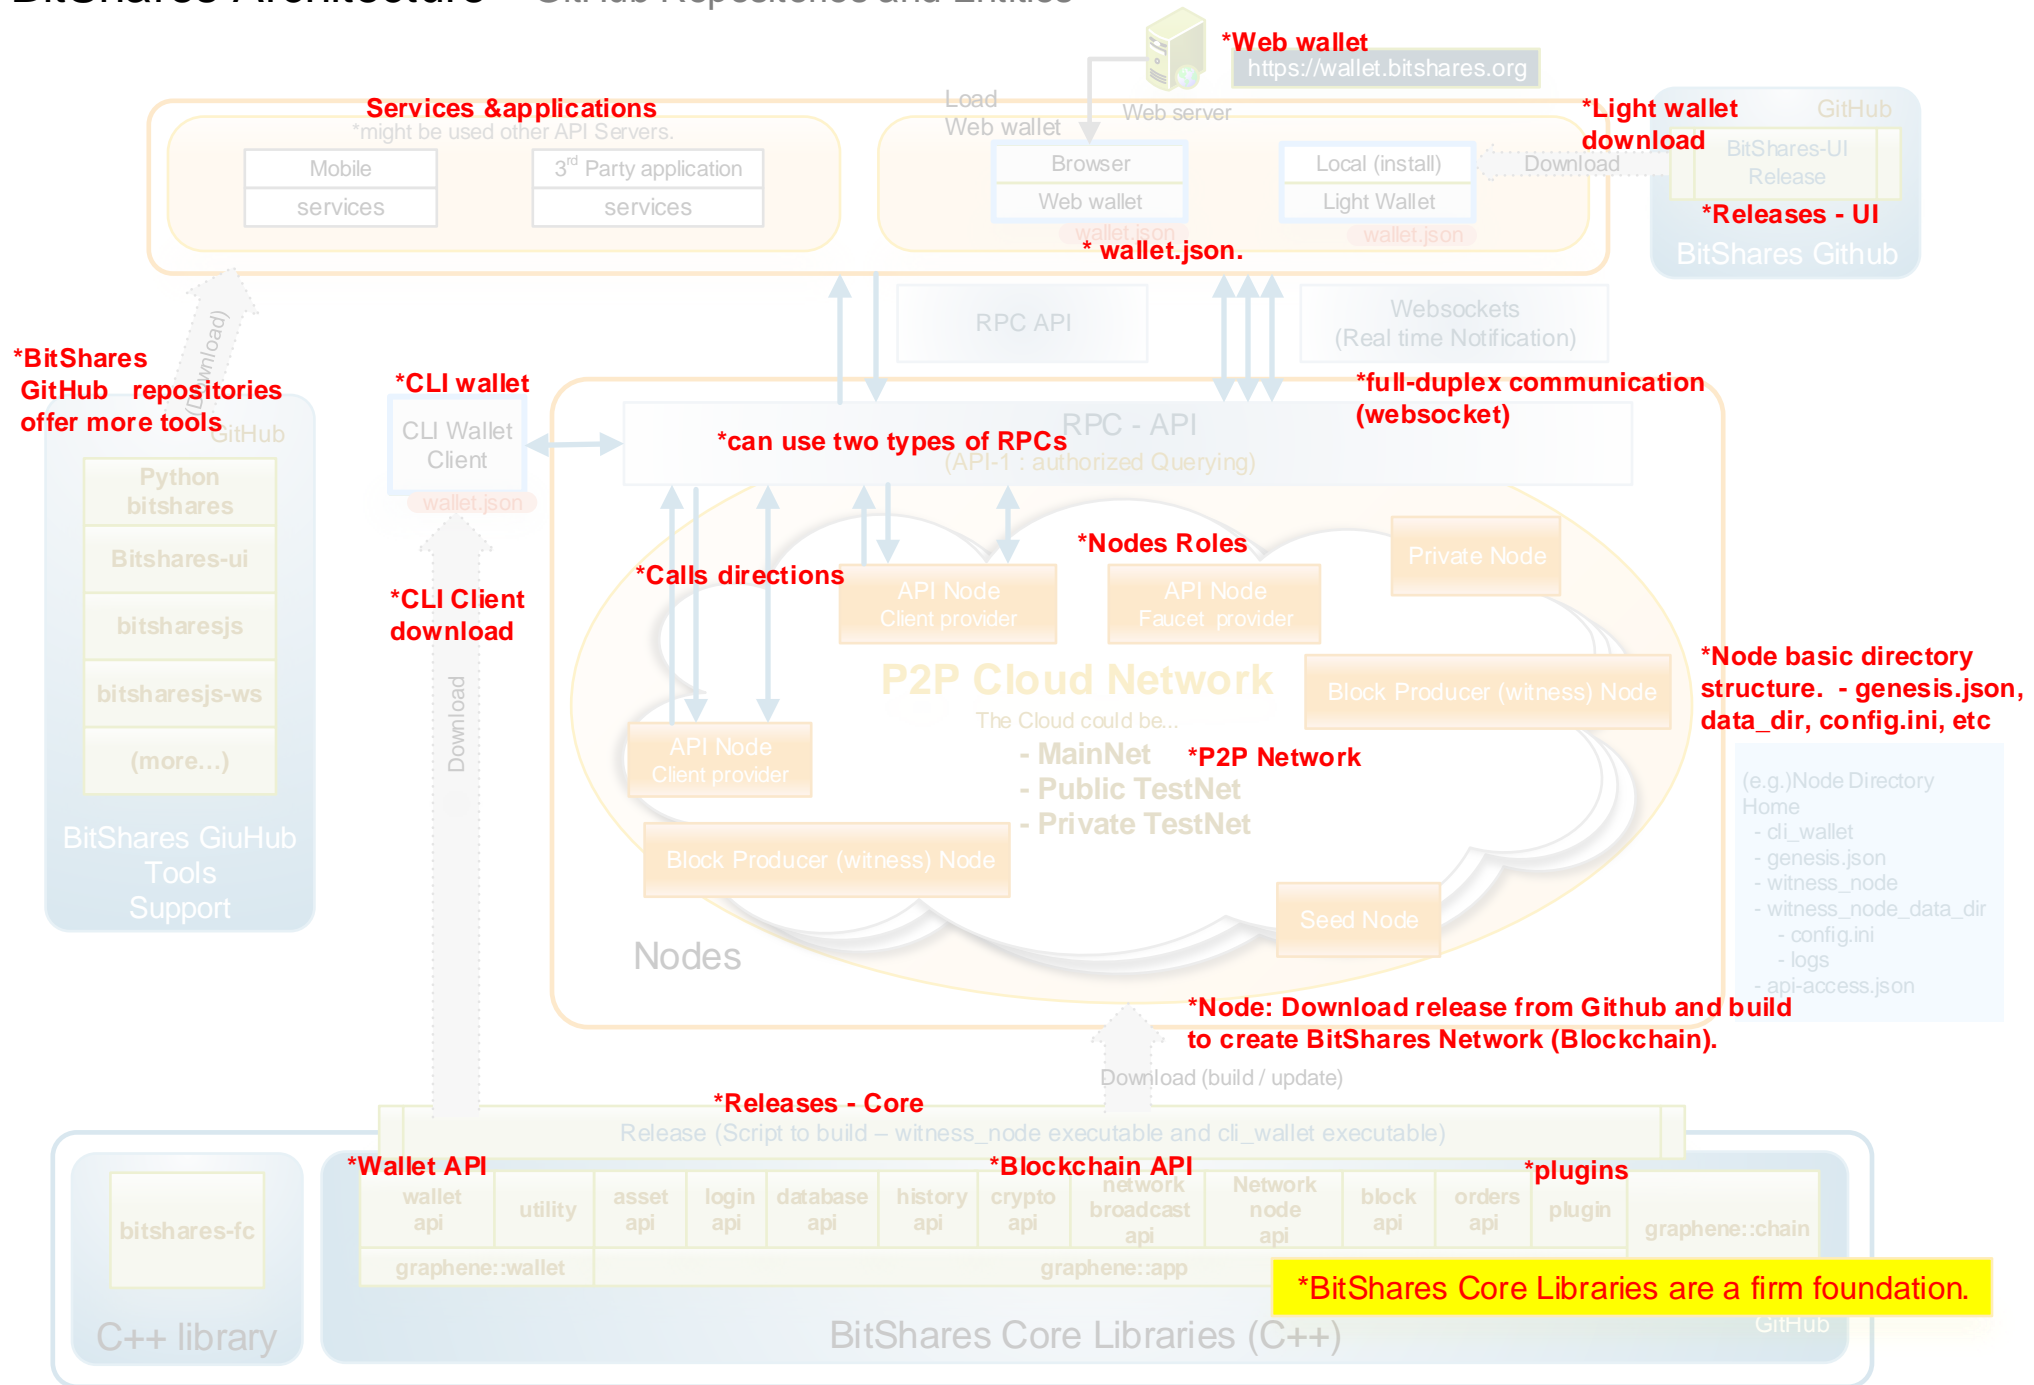 BitShares Architecture - GitHub Repositories and Entities
*Web wallet
https://wallet.bitshares.org
Web server
Load
Web wallet
Services &applications
*might be used other API Servers.
Mobile
services
3rd Party application
services
Browser
Web wallet
wallet.json
Local (install)
Light Wallet
wallet.json
* wallet.json.
*Light wallet
download
Download
GitHub
BitShares-UI
Release
*Releases - UI
BitShares Github
RPC API
Websockets
(Real time Notification)
(Download)
*BitShares
GitHub repositories
offer more tools
GitHub
Python
bitshares
Bitshares-ui
bitsharesjs
bitsharesjs-ws
(more...)
BitShares GiuHub
Tools
Support
*CLI wallet
CLI Wallet
Client
wallet.json
*CLI Client
download
Download
*full-duplex communication
(websocket)
RPC - API
*can use two types of RPCs
(API-1 : authorized Querying)
*Nodes Roles
*Calls directions
API Node
Client provider
API Node
Faucet provider
Private Node
Block Producer (witness) Node
P2P Cloud Network
The Cloud could be...
- MainNet
*P2P Network
- Public TestNet
- Private TestNet
API Node
Client provider
Block Producer (witness) Node
Seed Node
Nodes
*Node basic directory
structure. - genesis.json,
data_dir, config.ini, etc
(e.g.)Node Directory
Home
- cli_wallet
- genesis.json
- witness_node
- witness_node_data_dir
- config.ini
- logs
- api-access.json
*Node: Download release from Github and build
to create BitShares Network (Blockchain).
Download (build / update)
*Releases - Core
Release (Script to build – witness_node executable and cli_wallet executable)
*Wallet API
*Blockchain API
*plugins
bitshares-fc
C++ library
wallet
api
utility
asset
api
login
api
database
api
history
api
crypto
api
network
broadcast
api
Network
node
api
block
api
orders
api
plugin
graphene::chain
graphene::wallet
graphene::app
*BitShares Core Libraries are a firm foundation.
BitShares Core Libraries (C++)
GitHub